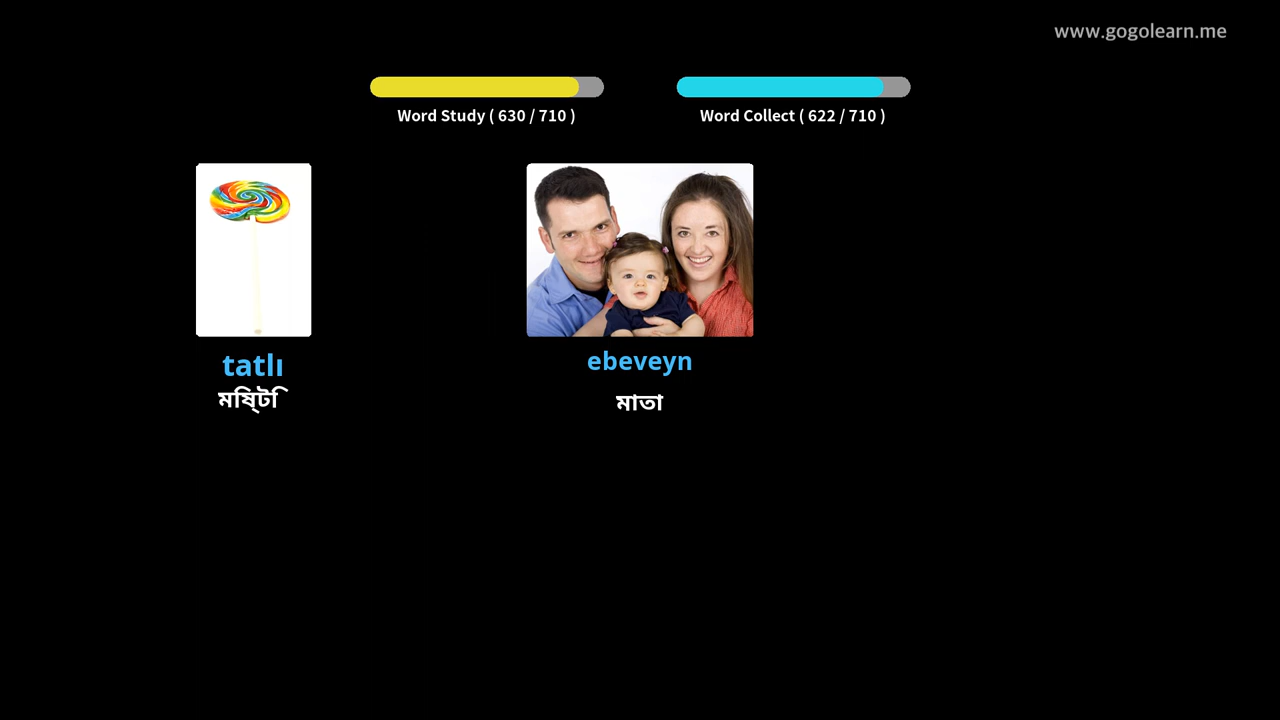 www.gogolearn.me
Word Study ( 630 / 710 )
Word Collect ( 622 / 710 )
tatlı
মিষ্টি
ebeveyn
মাতা